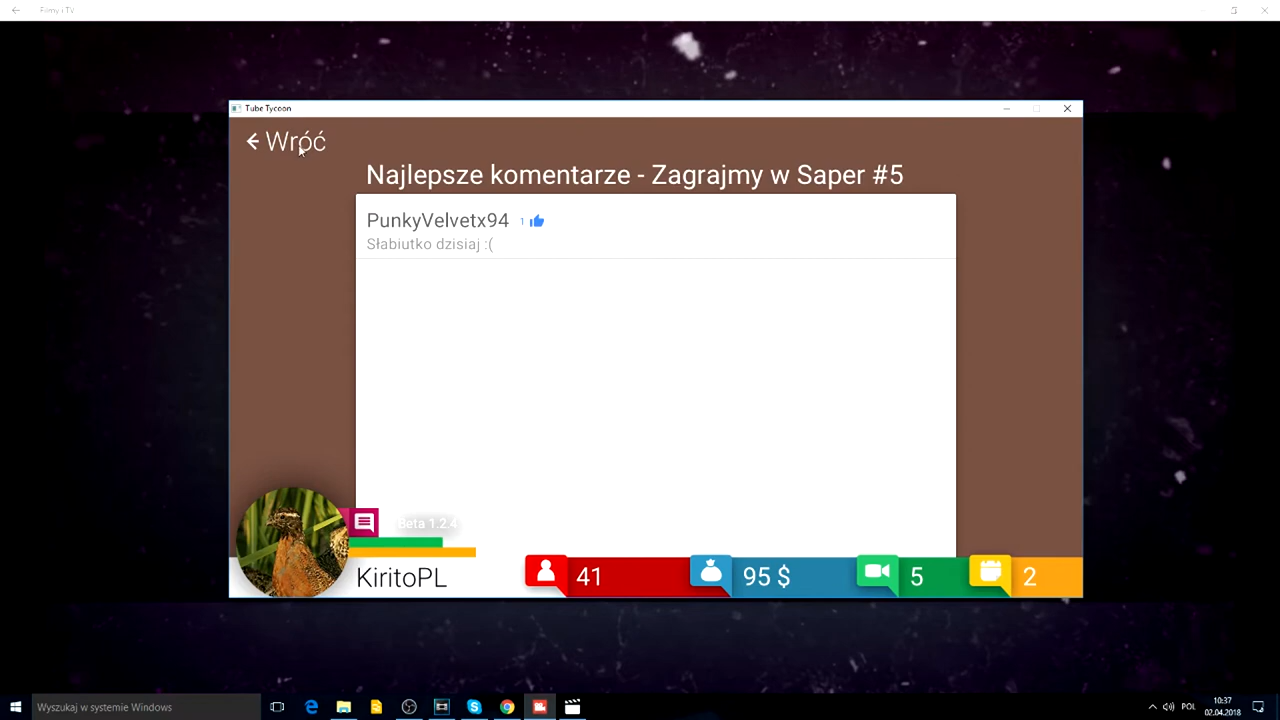 Filmy i TV
Tube Tycoon
Wróć
Najlepsze komentarze - Zagrajmy w Saper #5
PunkyVelvetx94 1
Słabiutko dzisiaj :(
Beta 1.2.4
KiritoPL
41
95 $
5
2
Wyszukaj w systemie Windows
POL
10:37
02.04.2018